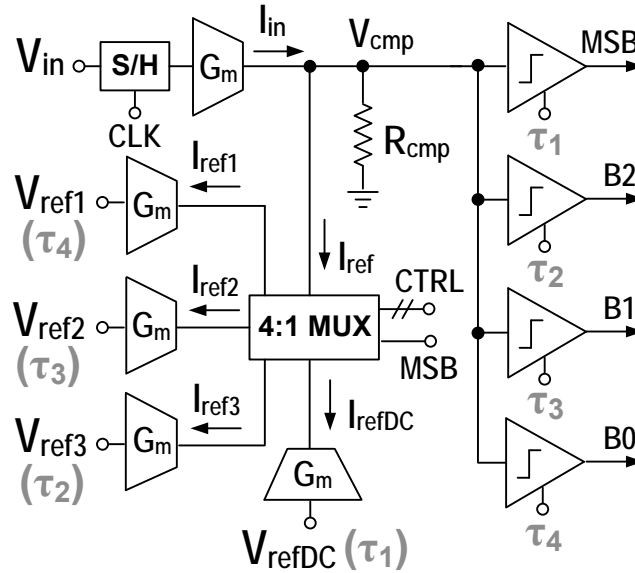 I_in
V_cmp
MSB
V_in
S/H
G_m
CLK
R_cmp
τ_1
I_ref1
B2
V_ref1
G_m
(τ_4)
I_ref
τ_2
I_ref2
CTRL
B1
V_ref2
G_m
4:1 MUX
(τ_3)
MSB
τ_3
I_ref3
I_refDC
B0
V_ref3
G_m
(τ_2)
G_m
τ_4
V_refDC (τ_1)